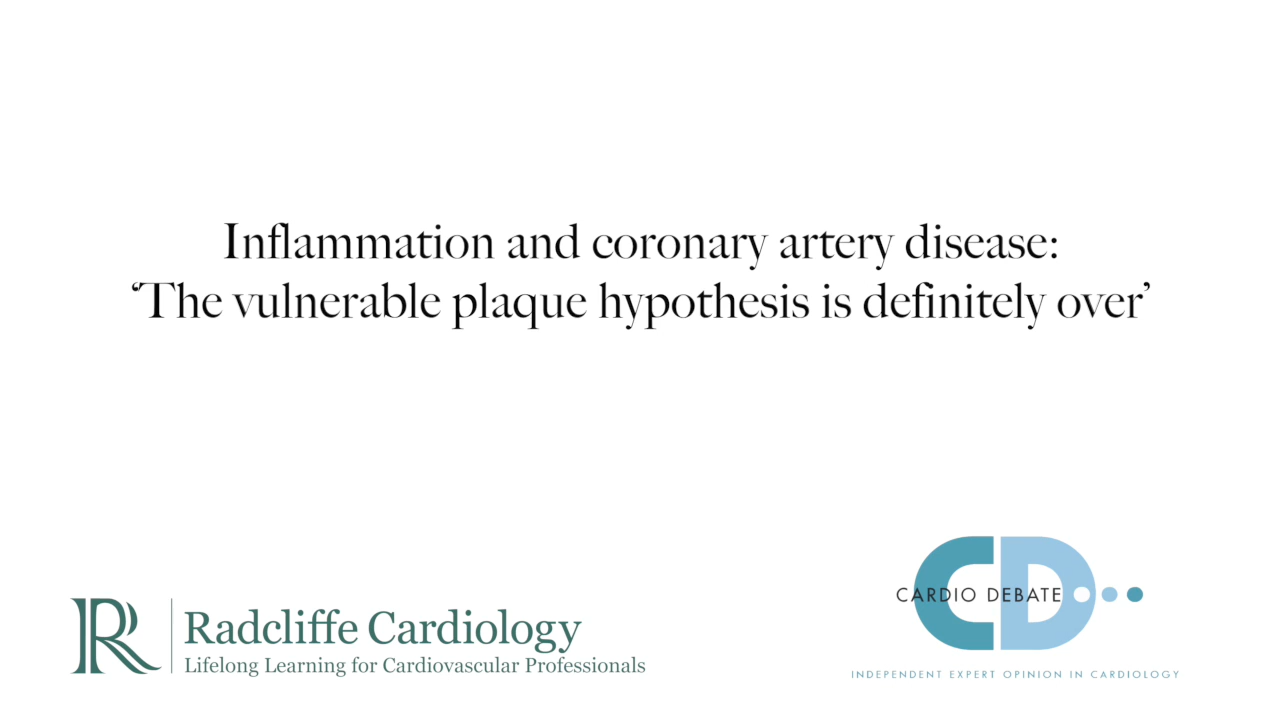 Inflammation and coronary artery disease:
‘The vulnerable plaque hypothesis is definitely over’
R
Radcliffe Cardiology
Lifelong Learning for Cardiovascular Professionals
CD
CARDIO DEBATE
INDEPENDENT EXPERT OPINION IN CARDIOLOGY